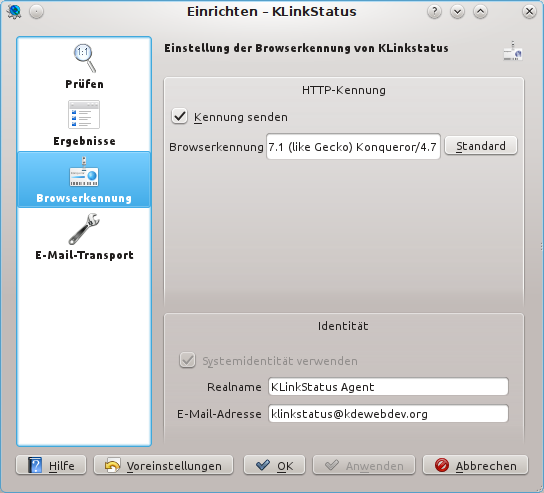 Einrichten – KLinkStatus
?
1:1
Prüfen
Ergebnisse
Browserkennung
E-Mail-Transport
Einstellung der Browserkennung von KLinkstatus
HTTP-Kennung
Kennung senden
Browserkennung 7.1 (like Gecko) Konqueror/4.7 Standard
Identität
Systemidentität verwenden
Realname KLinkStatus Agent
E-Mail-Adresse klinkstatus@kdewebdev.org
? Hilfe Voreinstellungen OK Anwenden Abbrechen